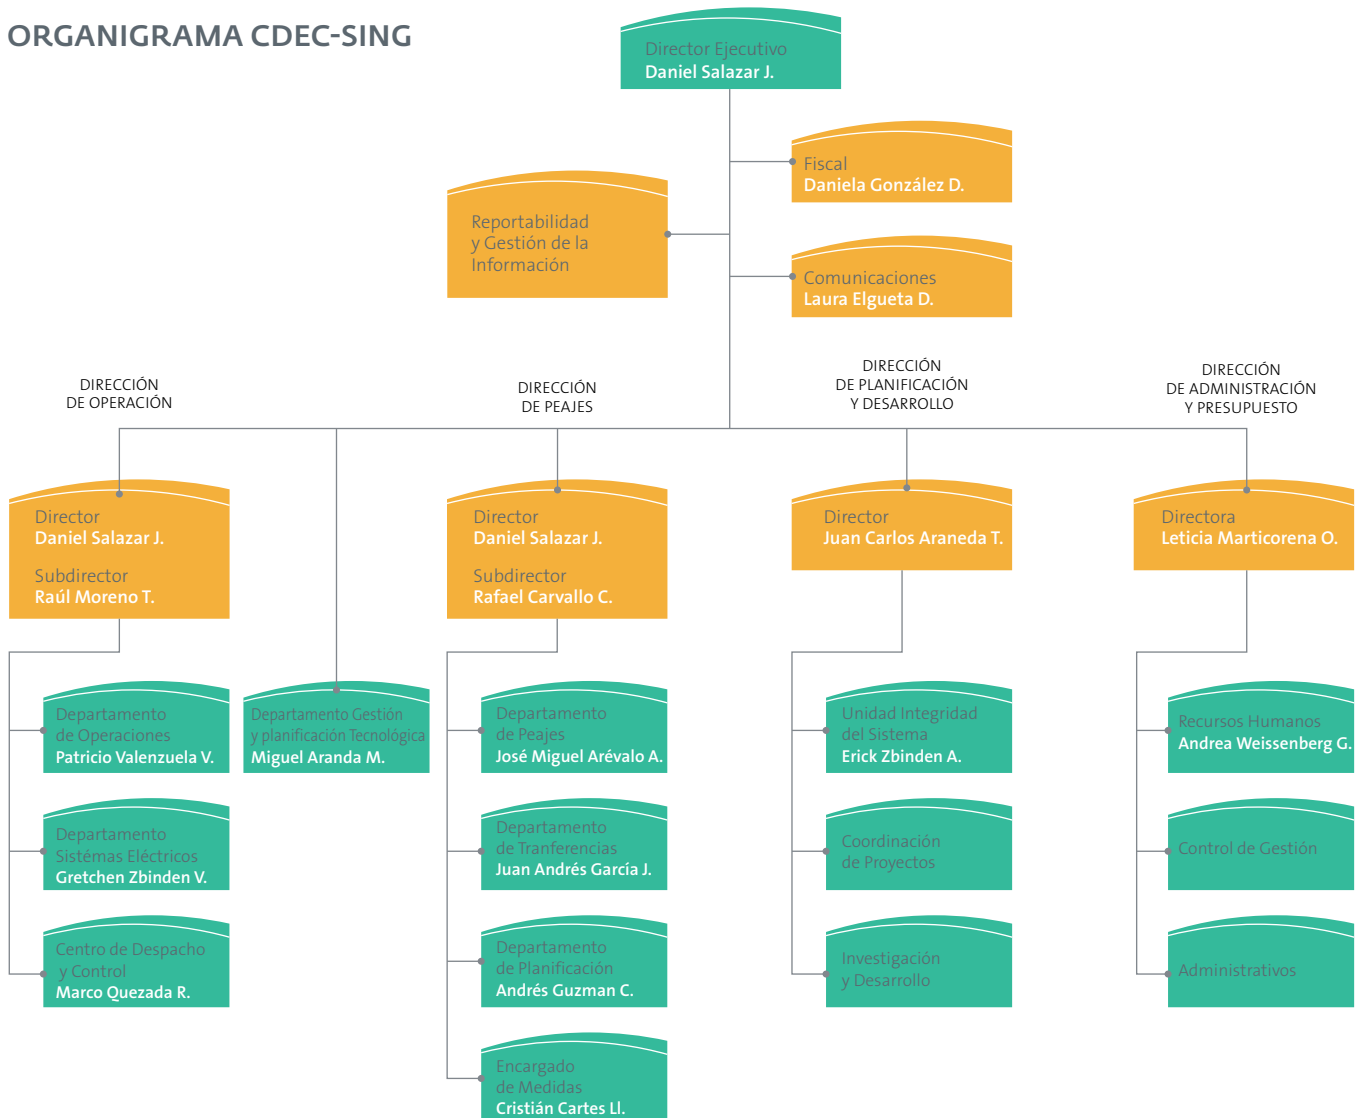 ORGANIGRAMA CDEC-SING
Director Ejecutivo
Daniel Salazar J.
Fiscal
Daniela González D.
Reportabilidad
y Gestión de la
Información
Comunicaciones
Laura Elgueta D.
DIRECCIÓN
DE OPERACIÓN
DIRECCIÓN
DE PEAJES
DIRECCIÓN
DE PLANIFICACIÓN
Y DESARROLLO
DIRECCIÓN
DE ADMINISTRACIÓN
Y PRESUPUESTO
Director
Daniel Salazar J.
Subdirector
Raúl Moreno T.
Director
Daniel Salazar J.
Subdirector
Rafael Carvallo C.
Director
Juan Carlos Araneda T.
Directora
Leticia Marticorena O.
Departamento
de Operaciones
Patricio Valenzuela V.
Departamento Gestión
y planificación Tecnológica
Miguel Aranda M.
Departamento
de Peajes
José Miguel Arévalo A.
Unidad Integridad
del Sistema
Erick Zbinden A.
Recursos Humanos
Andrea Weissenberg G.
Departamento
Sistémas Eléctricos
Gretchen Zbinden V.
Departamento
de Tranferencias
Juan Andrés García J.
Coordinación
de Proyectos
Control de Gestión
Centro de Despacho
y Control
Marco Quezada R.
Departamento
de Planificación
Andrés Guzman C.
Investigación
y Desarrollo
Administrativos
Encargado
de Medidas
Cristián Cartes Ll.